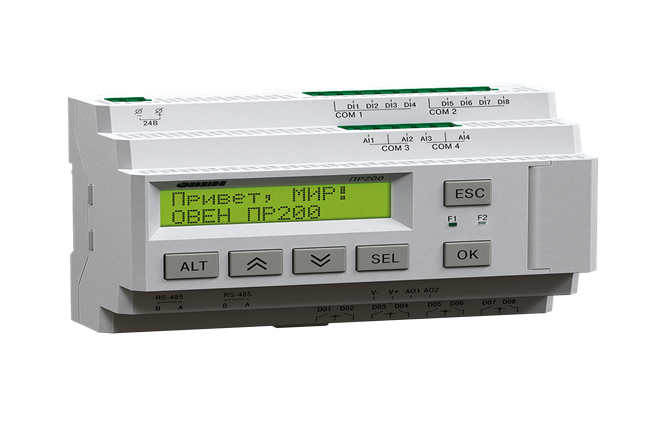 DI1 DI2 DI3 DI4 DI5 DI6 DI7 DI8
24В COM 1 COM 2
AI1 AI2 AI3 AI4
COM 3 COM 4
ОВЕН ПР200
Привет, МИР!
ОВЕН ПР200
ESC
F1 F2
ALT SEL OK
RS-485 RS-485 V- V+ AO1 AO2
B A B A DO1 DO2 DO3 DO4 DO5 DO6 DO7 DO8